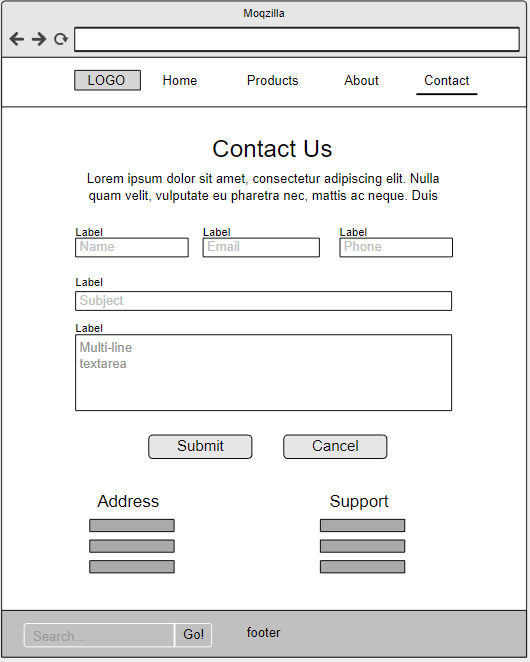 Moqzilla
LOGO Home Products About Contact
Contact Us
Lorem ipsum dolor sit amet, consectetur adipiscing elit. Nulla
quam velit, vulputate eu pharetra nec, mattis ac neque. Duis
Label Label Label
Name Email Phone
Label
Subject
Label
Multi-line
textarea
Submit Cancel
Address Support
Search... Go! footer